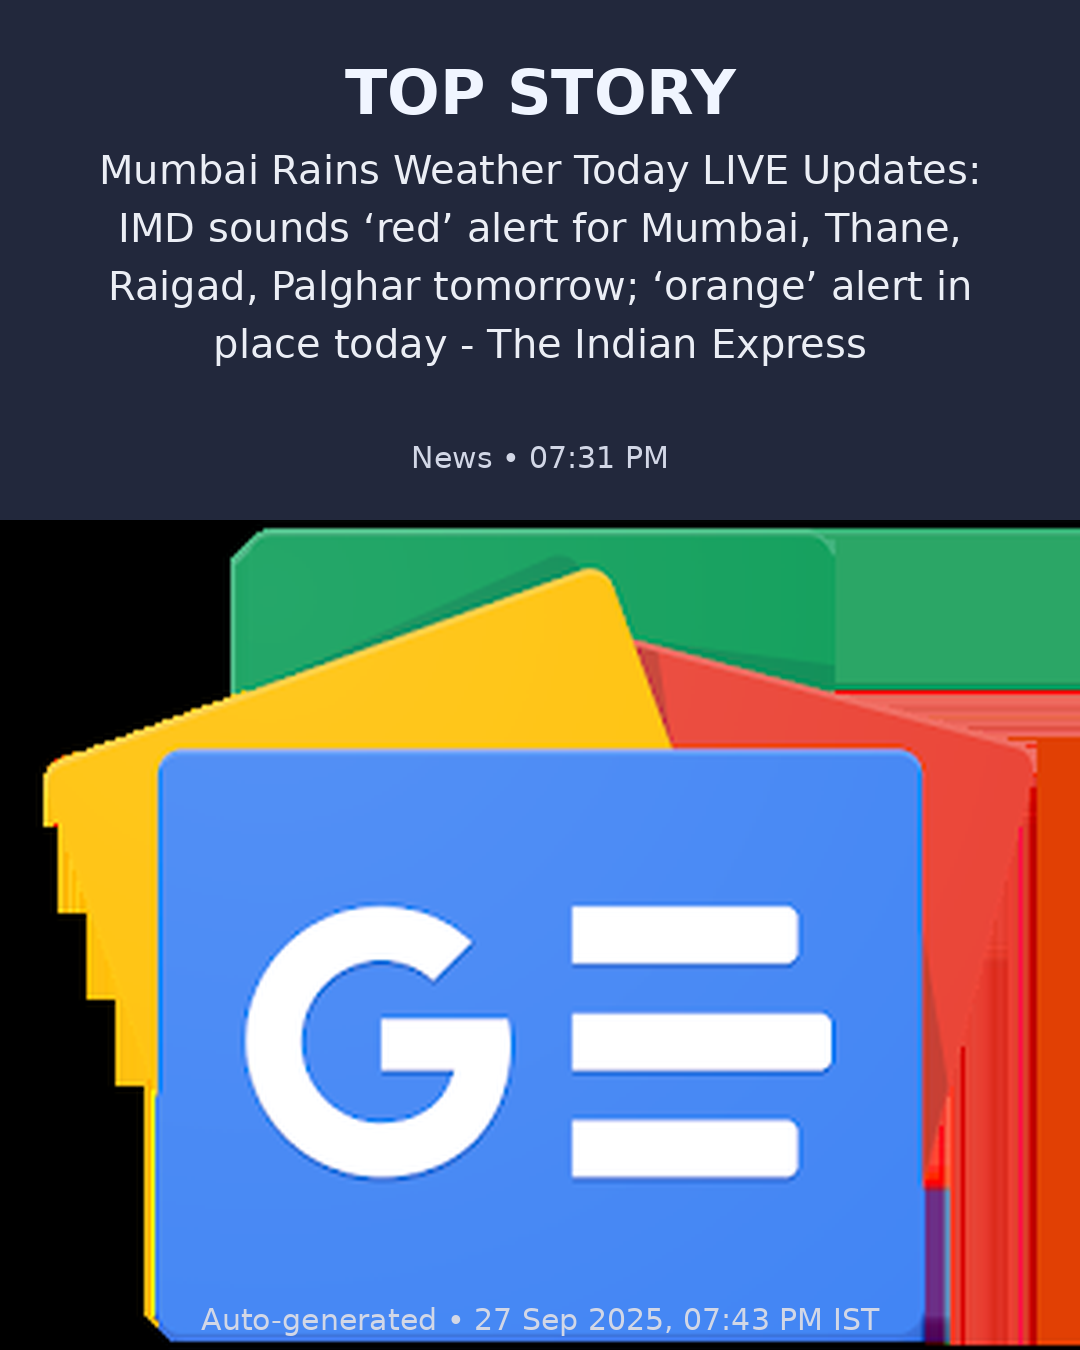 TOP STORY
Mumbai Rains Weather Today LIVE Updates:
IMD sounds ‘red’ alert for Mumbai, Thane,
Raigad, Palghar tomorrow; ‘orange’ alert in
place today - The Indian Express
News • 07:31 PM
G
Auto-generated • 27 Sep 2025, 07:43 PM IST